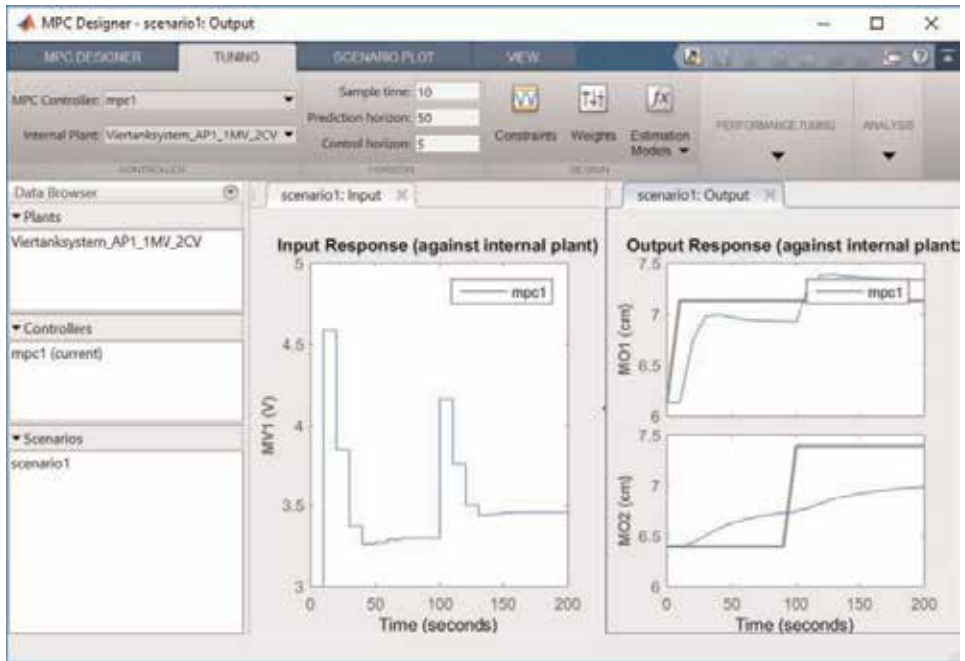 MPC Designer - scenario1: Output
MPC DESIGNER
TUNING
SCENARIO PLOT
VIEW
MPC Controller: mpc1
Internal Plant: Viertanksystem_AP1_1MV_2CV
CONTROLLER
Sample time: 10
Prediction horizon: 50
Control horizon: 5
HORIZON
Constraints
Weights
Estimation
Models
DESIGN
PERFORMANCE TUNING
ANALYSIS
Data Browser
Plants
Viertanksystem_AP1_1MV_2CV
Controllers
mpc1 (current)
Scenarios
scenario1
scenario1: Input
Input Response (against internal plant)
mpc1
5
4.5
4
3.5
3
MV1 (V)
0 50 100 150 200
Time (seconds)
scenario1: Output
Output Response (against internal plant:
mpc1
7.5
7
6.5
6
MO1 (cm)
7.5
7
6.5
6
MO2 (cm)
0 50 100 150 200
Time (seconds)